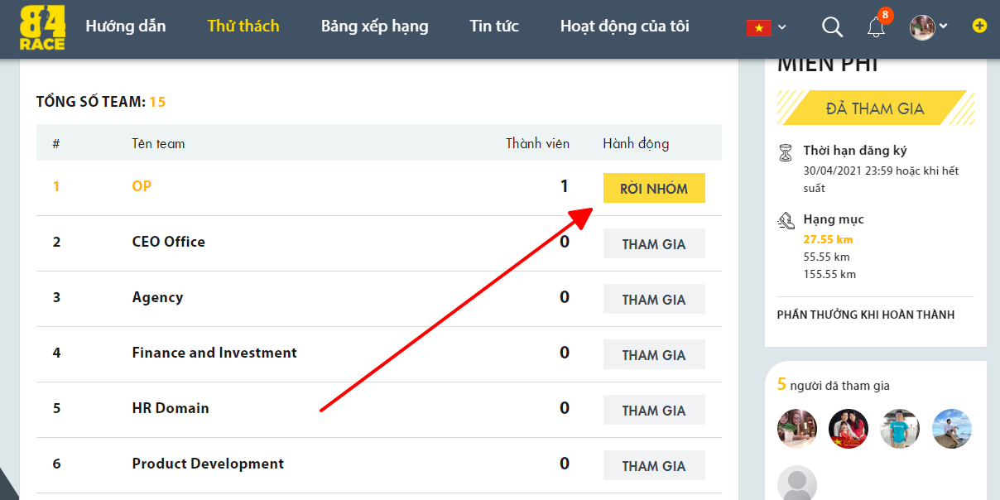 84
RACE
Hướng dẫn
Thử thách
Bảng xếp hạng
Tin tức
Hoạt động của tôi
8
MIỄN PHÍ
TỔNG SỐ TEAM: 15
# Tên team Thành viên Hành động
1 OP 1 RỜI NHÓM
2 CEO Office 0 THAM GIA
3 Agency 0 THAM GIA
4 Finance and Investment 0 THAM GIA
5 HR Domain 0 THAM GIA
6 Product Development 0 THAM GIA
ĐÃ THAM GIA
Thời hạn đăng ký
30/04/2021 23:59 hoặc khi hết
suất
Hạng mục
27.55 km
55.55 km
155.55 km
PHẦN THƯỞNG KHI HOÀN THÀNH
5 người đã tham gia